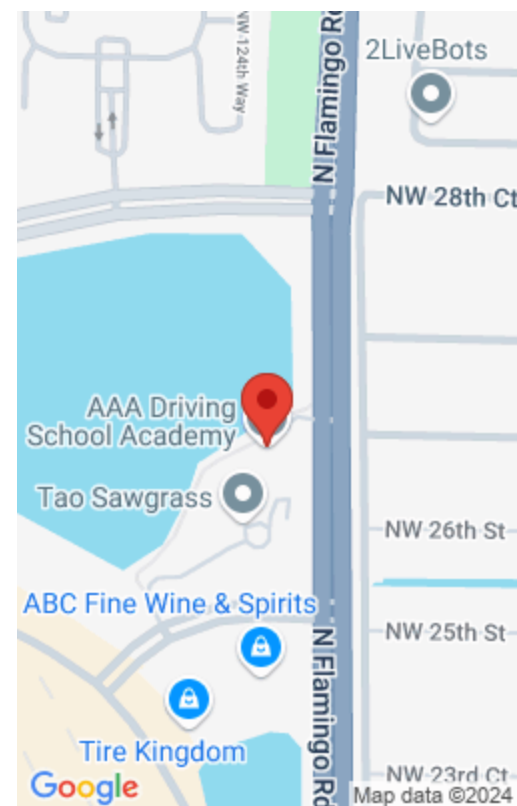 NW 124th Way
N Flamingo Rd
2LiveBots
NW 28th Ct
AAA Driving
School Academy
Tao Sawgrass
NW 26th St
ABC Fine Wine & Spirits
NW 25th St
N Flamingo Rd
Tire Kingdom
NW 23rd Ct
Google
Map data ©2024